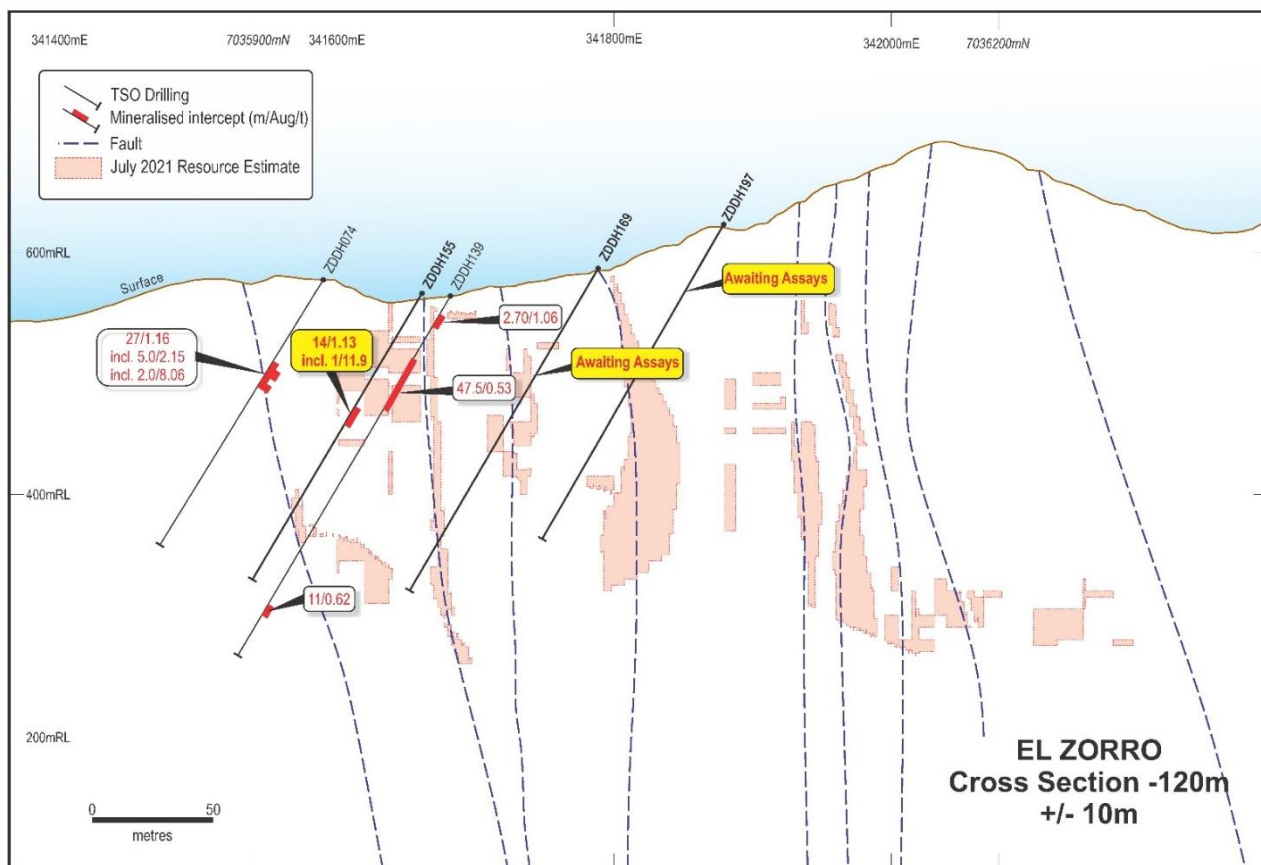 341400mE
7035900mN
341600mE
341800mE
342000mE
7036200mN
TSO Drilling
Mineralised intercept (m/Aug/t)
Fault
July 2021 Resource Estimate
ZDDH074
ZDDH155
ZDDH139
ZDDH169
ZDDH197
600mRL
Surface
Awaiting Assays
27/1.16
incl. 5.0/2.15
incl. 2.0/8.06
14/1.13
incl. 1/11.9
2.70/1.06
Awaiting Assays
47.5/0.53
400mRL
11/0.62
200mRL
EL ZORRO
Cross Section -120m
+/- 10m
0
50
metres